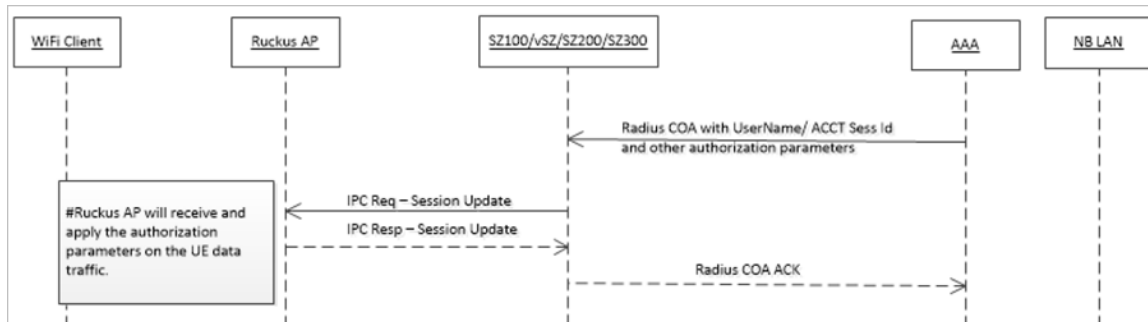 WiFi Client
Ruckus AP
SZ100/vSZ/SZ200/SZ300
AAA
NB LAN
Radius COA with UserName/ ACCT Sess Id
and other authorization parameters
IPC Req – Session Update
#Ruckus AP will receive and
apply the authorization
parameters on the UE data
traffic.
IPC Resp – Session Update
Radius COA ACK